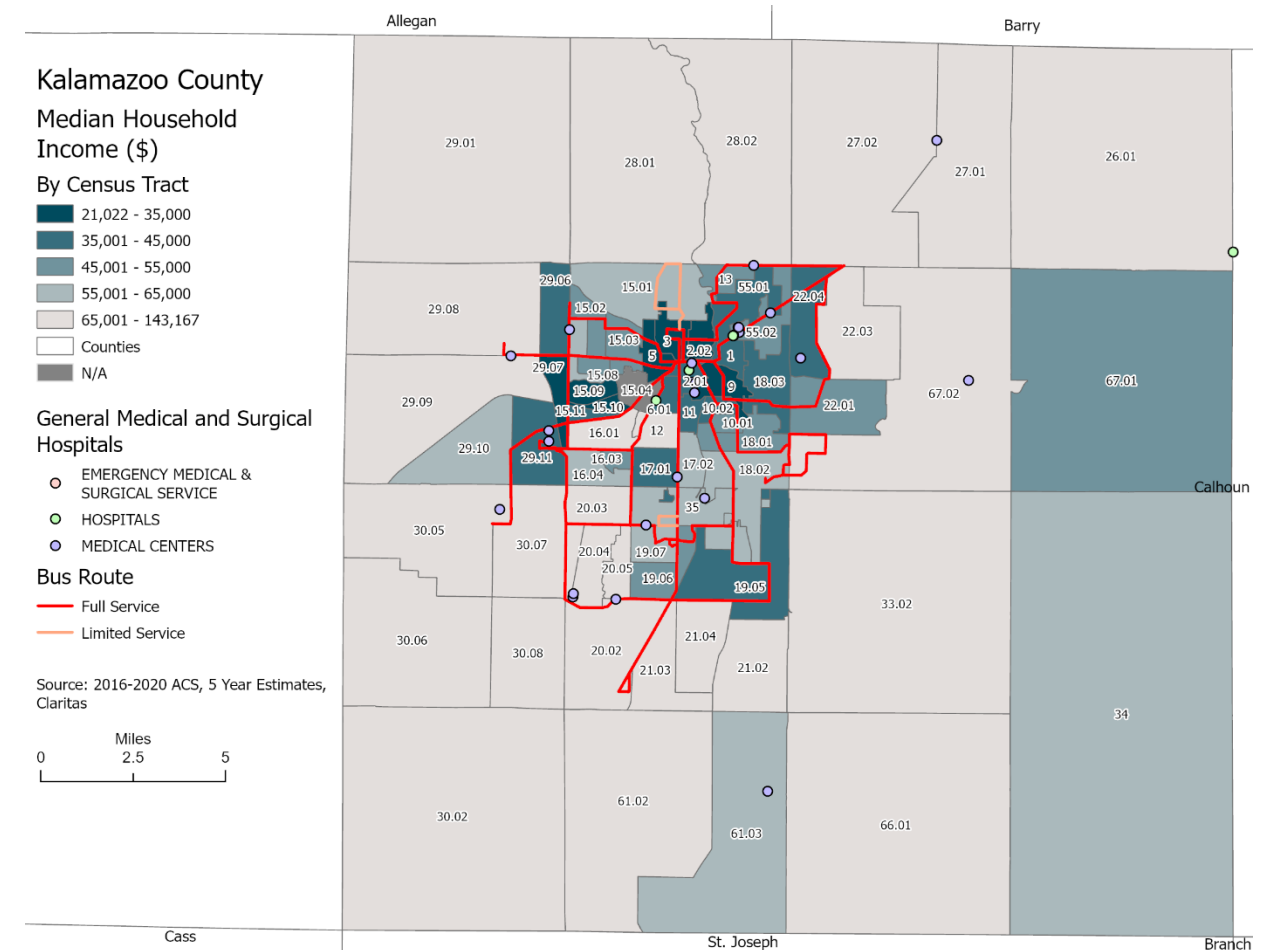 Allegan
Barry
Kalamazoo County
Median Household
Income ($)
By Census Tract
21,022 - 35,000
35,001 - 45,000
45,001 - 55,000
55,001 - 65,000
65,001 - 143,167
Counties
N/A
General Medical and Surgical
Hospitals
EMERGENCY MEDICAL &
SURGICAL SERVICE
HOSPITALS
MEDICAL CENTERS
Bus Route
Full Service
Limited Service
Source: 2016-2020 ACS, 5 Year Estimates,
Claritas
Miles
0 2.5 5
29.01
28.01
28.02
27.02
27.01
26.01
29.06
15.01
13
55.01
22.04
29.08
15.02
15.03
3
55.02
22.03
5
2.02
1
29.07
15.08
15.09
15.04
2.01
9
18.03
67.02
67.01
29.09
15.11
15.10
6.01
11
10.02
22.01
16.01
12
10.01
29.10
29.11
16.03
18.01
16.04
17.01
17.02
18.02
Calhoun
20.03
35
30.05
30.07
20.04
19.07
20.05
19.06
19.05
33.02
30.06
30.08
20.02
21.04
21.03
21.02
34
30.02
61.02
61.03
66.01
Cass
St. Joseph
Branch